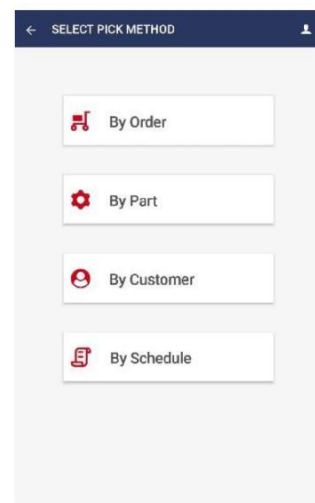 SELECT PICK METHOD
By Order
By Part
By Customer
By Schedule